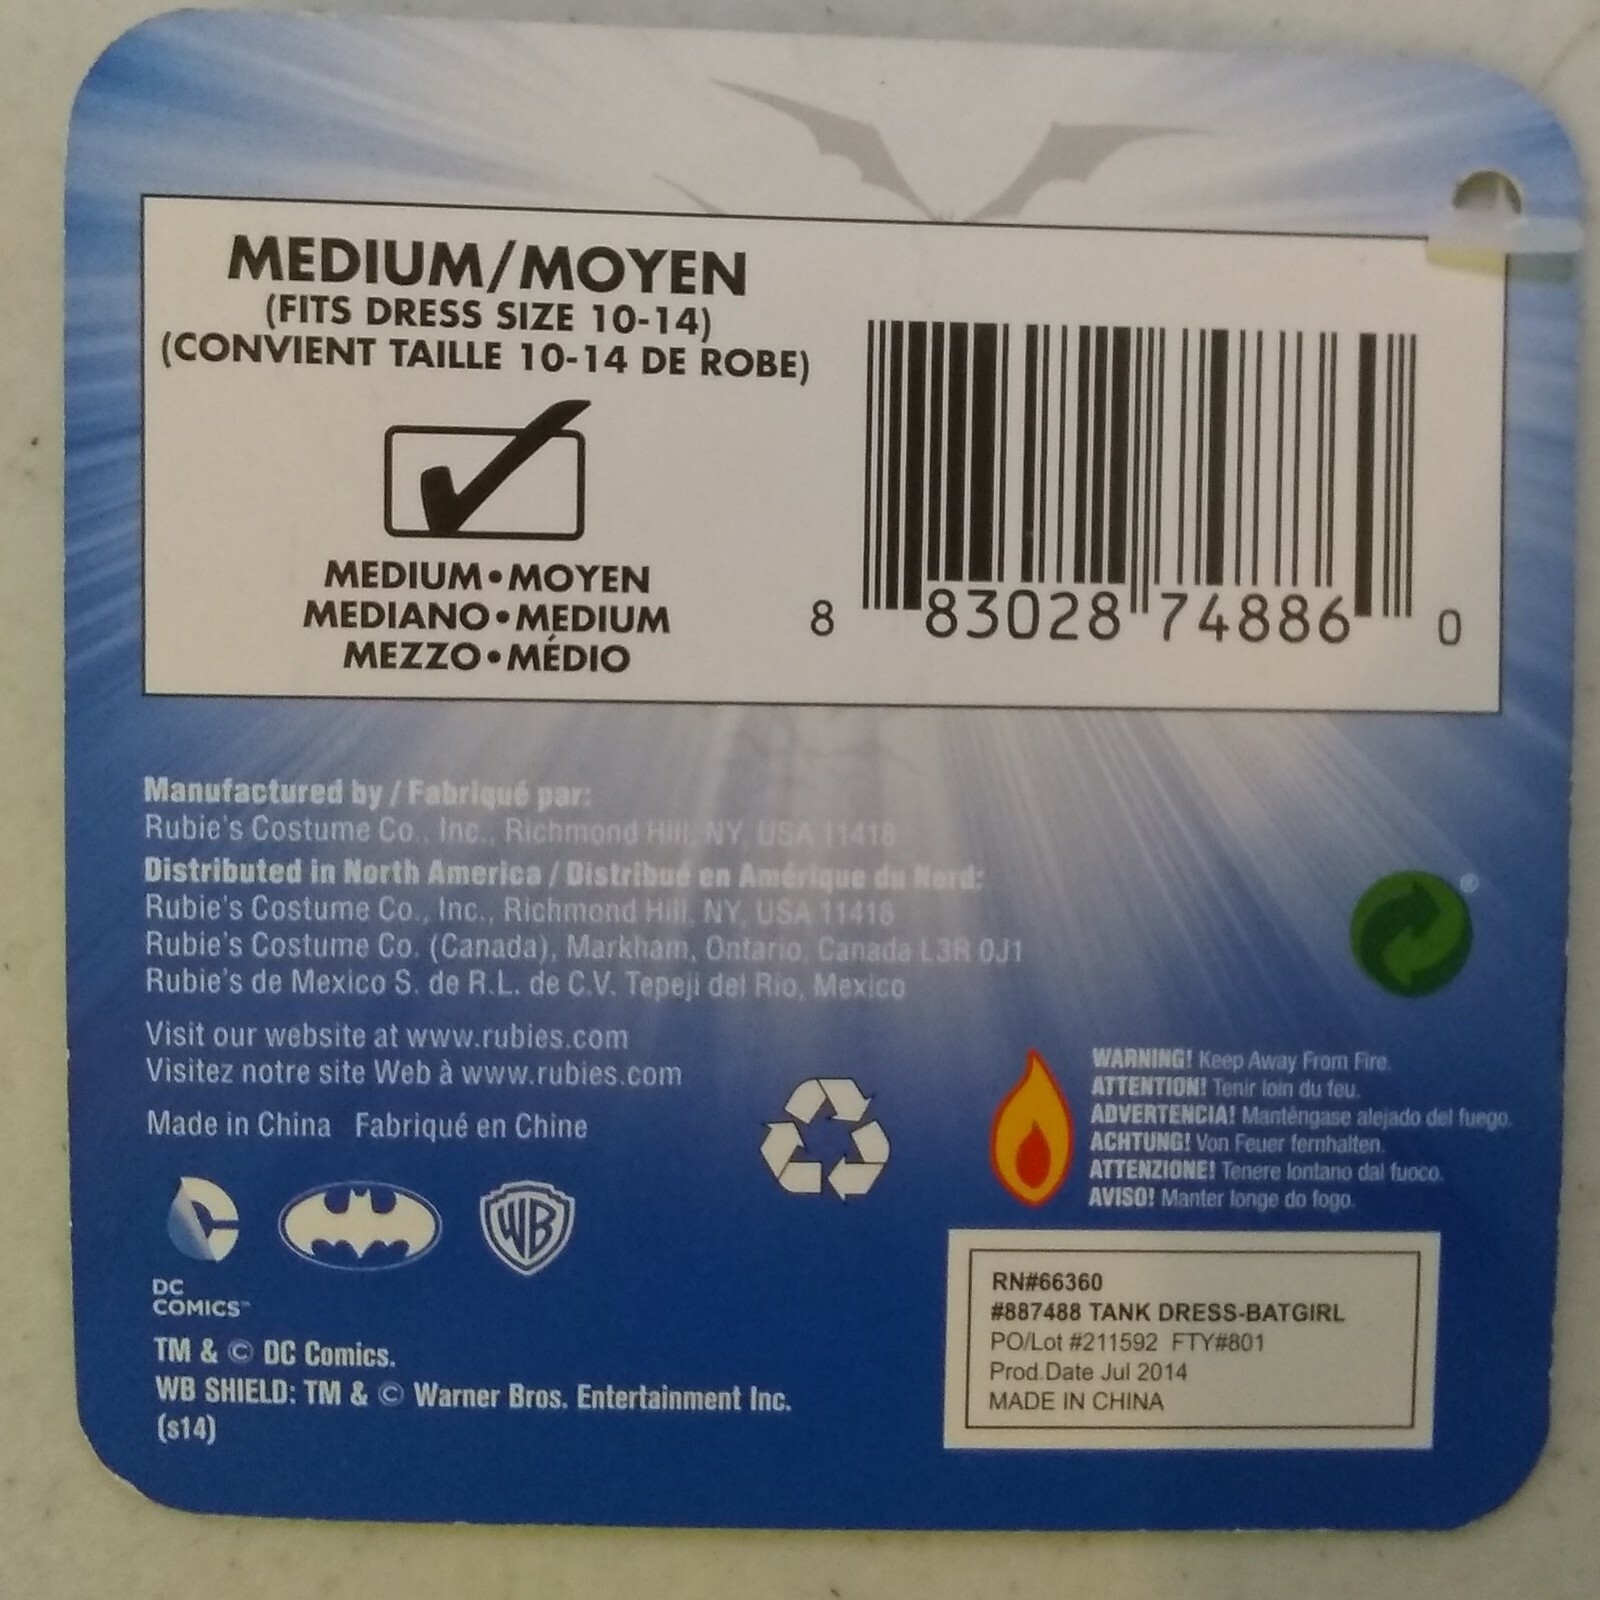 MEDIUM/MOYEN
(FITS DRESS SIZE 10-14)
(CONVIENT TAILLE 10-14 DE ROBE)
MEDIUM•MOYEN
MEDIANO•MEDIUM
MEZZO•MÉDIO
8 83028 74886 0
Manufactured by / Fabriqué par:
Rubie's Costume Co., Inc., Richmond Hill, NY, USA 11418
Distributed in North America / Distribué en Amérique du Nord:
Rubie's Costume Co., Inc., Richmond Hill, NY, USA 11418
Rubie's Costume Co. (Canada), Markham, Ontario, Canada L3R 0J1
Rubie's de Mexico S. de R.L. de C.V. Tepeji del Rio, Mexico
Visit our website at www.rubies.com
Visitez notre site Web à www.rubies.com
Made in China Fabriqué en Chine
®
WARNING! Keep Away From Fire.
ATTENTION! Tenir loin du feu.
ADVERTENCIA! Manténgase alejado del fuego.
ACHTUNG! Von Feuer fernhalten.
ATTENZIONE! Tenere lontano dal fuoco.
AVISO! Manter longe do fogo.
WB
DC
COMICS™
TM & © DC Comics.
WB SHIELD: TM & © Warner Bros. Entertainment Inc.
(s14)
RN#66360
#887488 TANK DRESS-BATGIRL
PO/Lot #211592 FTY#801
Prod.Date Jul 2014
MADE IN CHINA